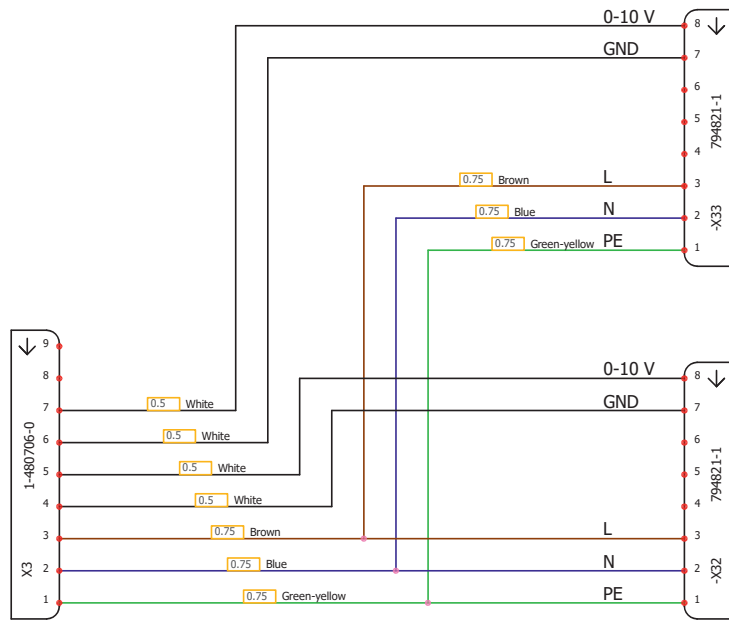 0-10 V
8
GND
7
6
5
4
0.75 Brown L 3
0.75 Blue N 2
0.75 Green-yellow PE 1
794821-1
-X33
9
8
0.5 White 7
0.5 White 6
0.5 White 5
0.5 White 4
0.75 Brown 3
0.75 Blue 2
0.75 Green-yellow 1
1-480706-0
X3
0-10 V
8
GND
7
6
5
4
L 3
N 2
PE 1
794821-1
-X32